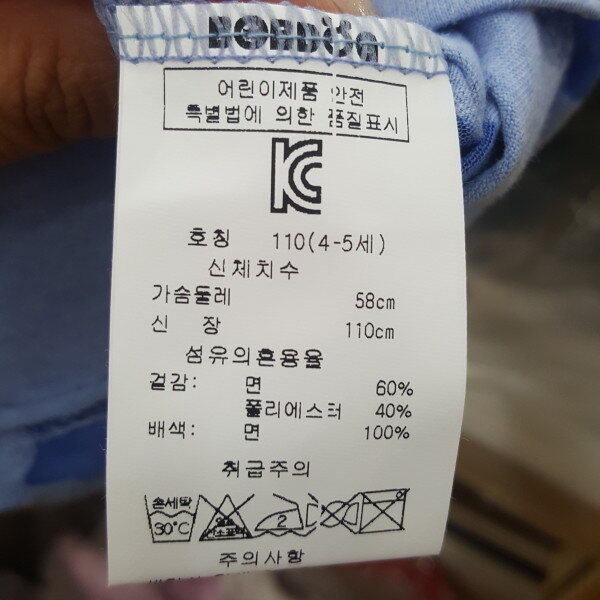 어린이제품 안전
특별법에 의한 품질표시
KC
호칭 110(4-5세)
신체치수
가슴둘레 58cm
신 장 110cm
섬유의혼용율
겉감: 면 60%
폴리에스터 40%
배색: 면 100%
취급주의
손세탁
30℃ 2
주의사항